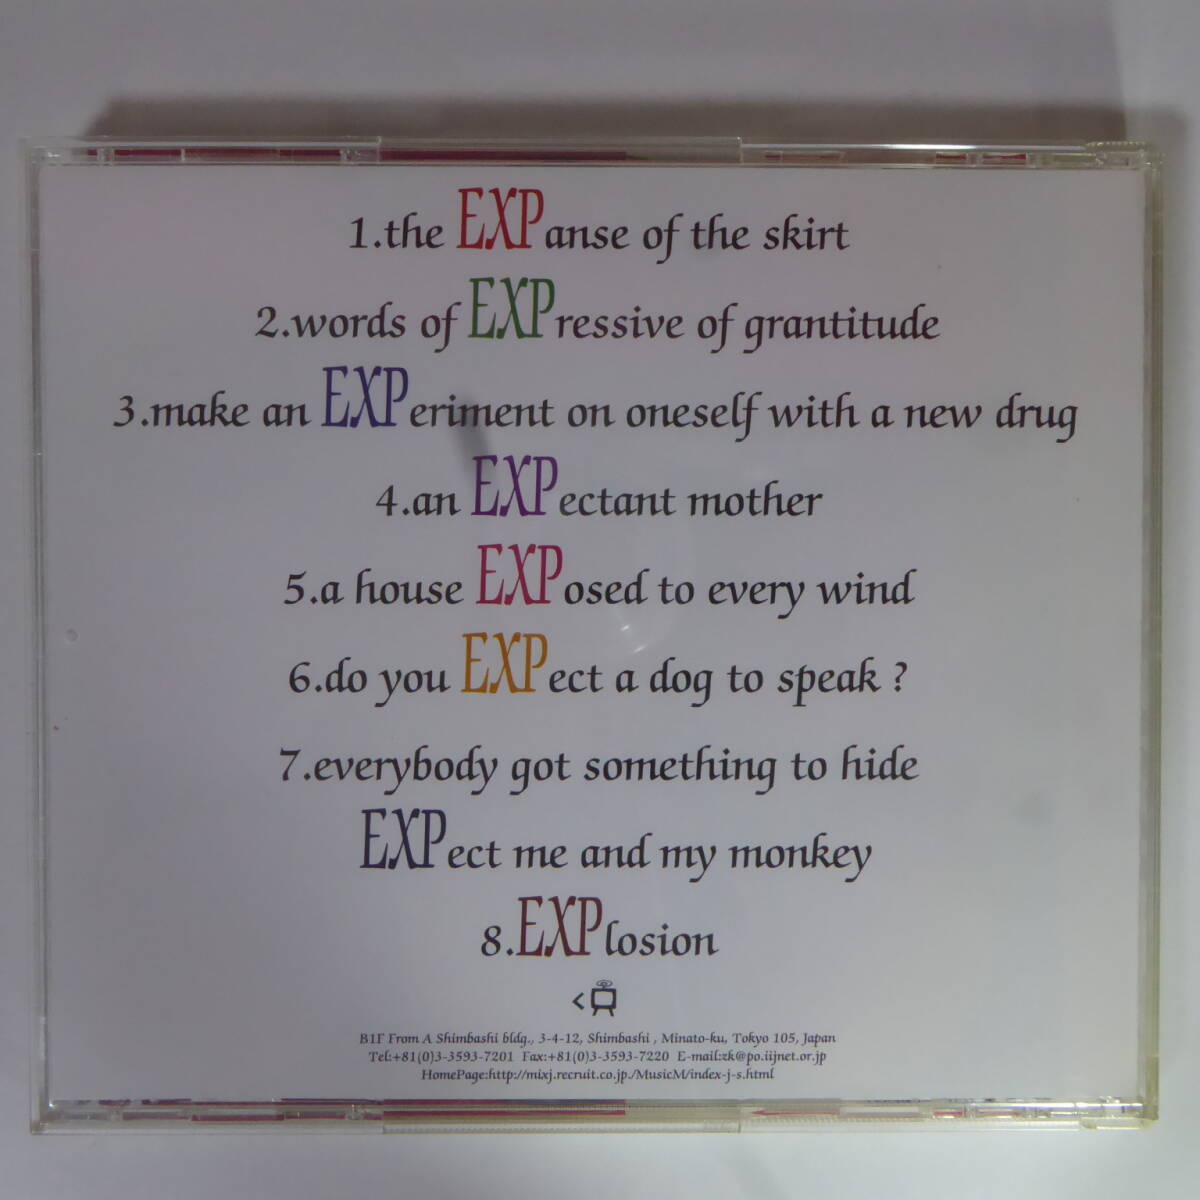 1.the EXPanse of the skirt
2.words of EXPressive of grantitude
3.make an EXPeriment on oneself with a new drug
4.an EXPectant mother
5.a house EXPosed to every wind
6.do you EXPect a dog to speak ?
7.everybody got something to hide
EXPect me and my monkey
8.EXPlosion
B1F From A Shimbashi bldg., 3-4-12, Shimbashi , Minato-ku, Tokyo 105, Japan
Tel:+81(0)3-3593-7201 Fax:+81(0)3-3593-7220 E-mail:zk@po.iijnet.or.jp
HomePage:http://mixj.recruit.co.jp./MusicM/index-j-s.html